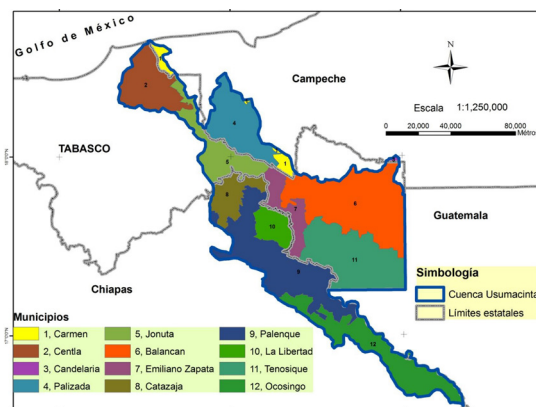 Golfo de México
N
Campeche
Escala 1:1,250,000
0 20,000 40,000 80,000
Metros
TABASCO
Guatemala
Chiapas
2
4
5
1
8
7
6
10
11
9
12
Simbología
Cuenca Usumacinta
Límites estatales
Municipios
1, Carmen
2, Centla
3, Candelaria
4, Palizada
5, Jonuta
6, Balancan
7, Emiliano Zapata
8, Catazaja
9, Palenque
10, La Libertad
11, Tenosique
12, Ocosingo